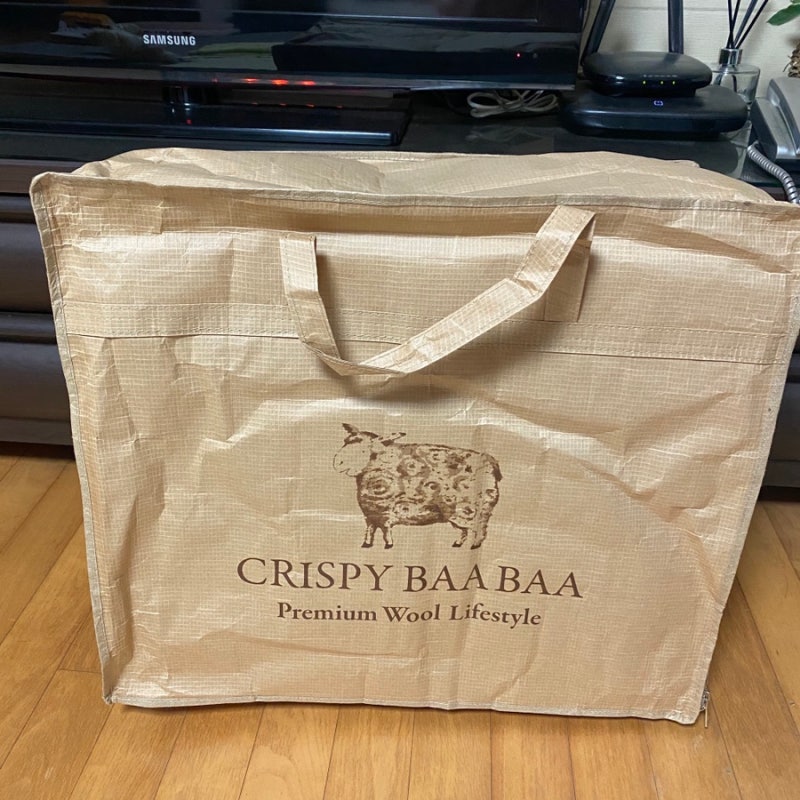 SAMSUNG
CRISPY BAA BAA
Premium Wool Lifestyle